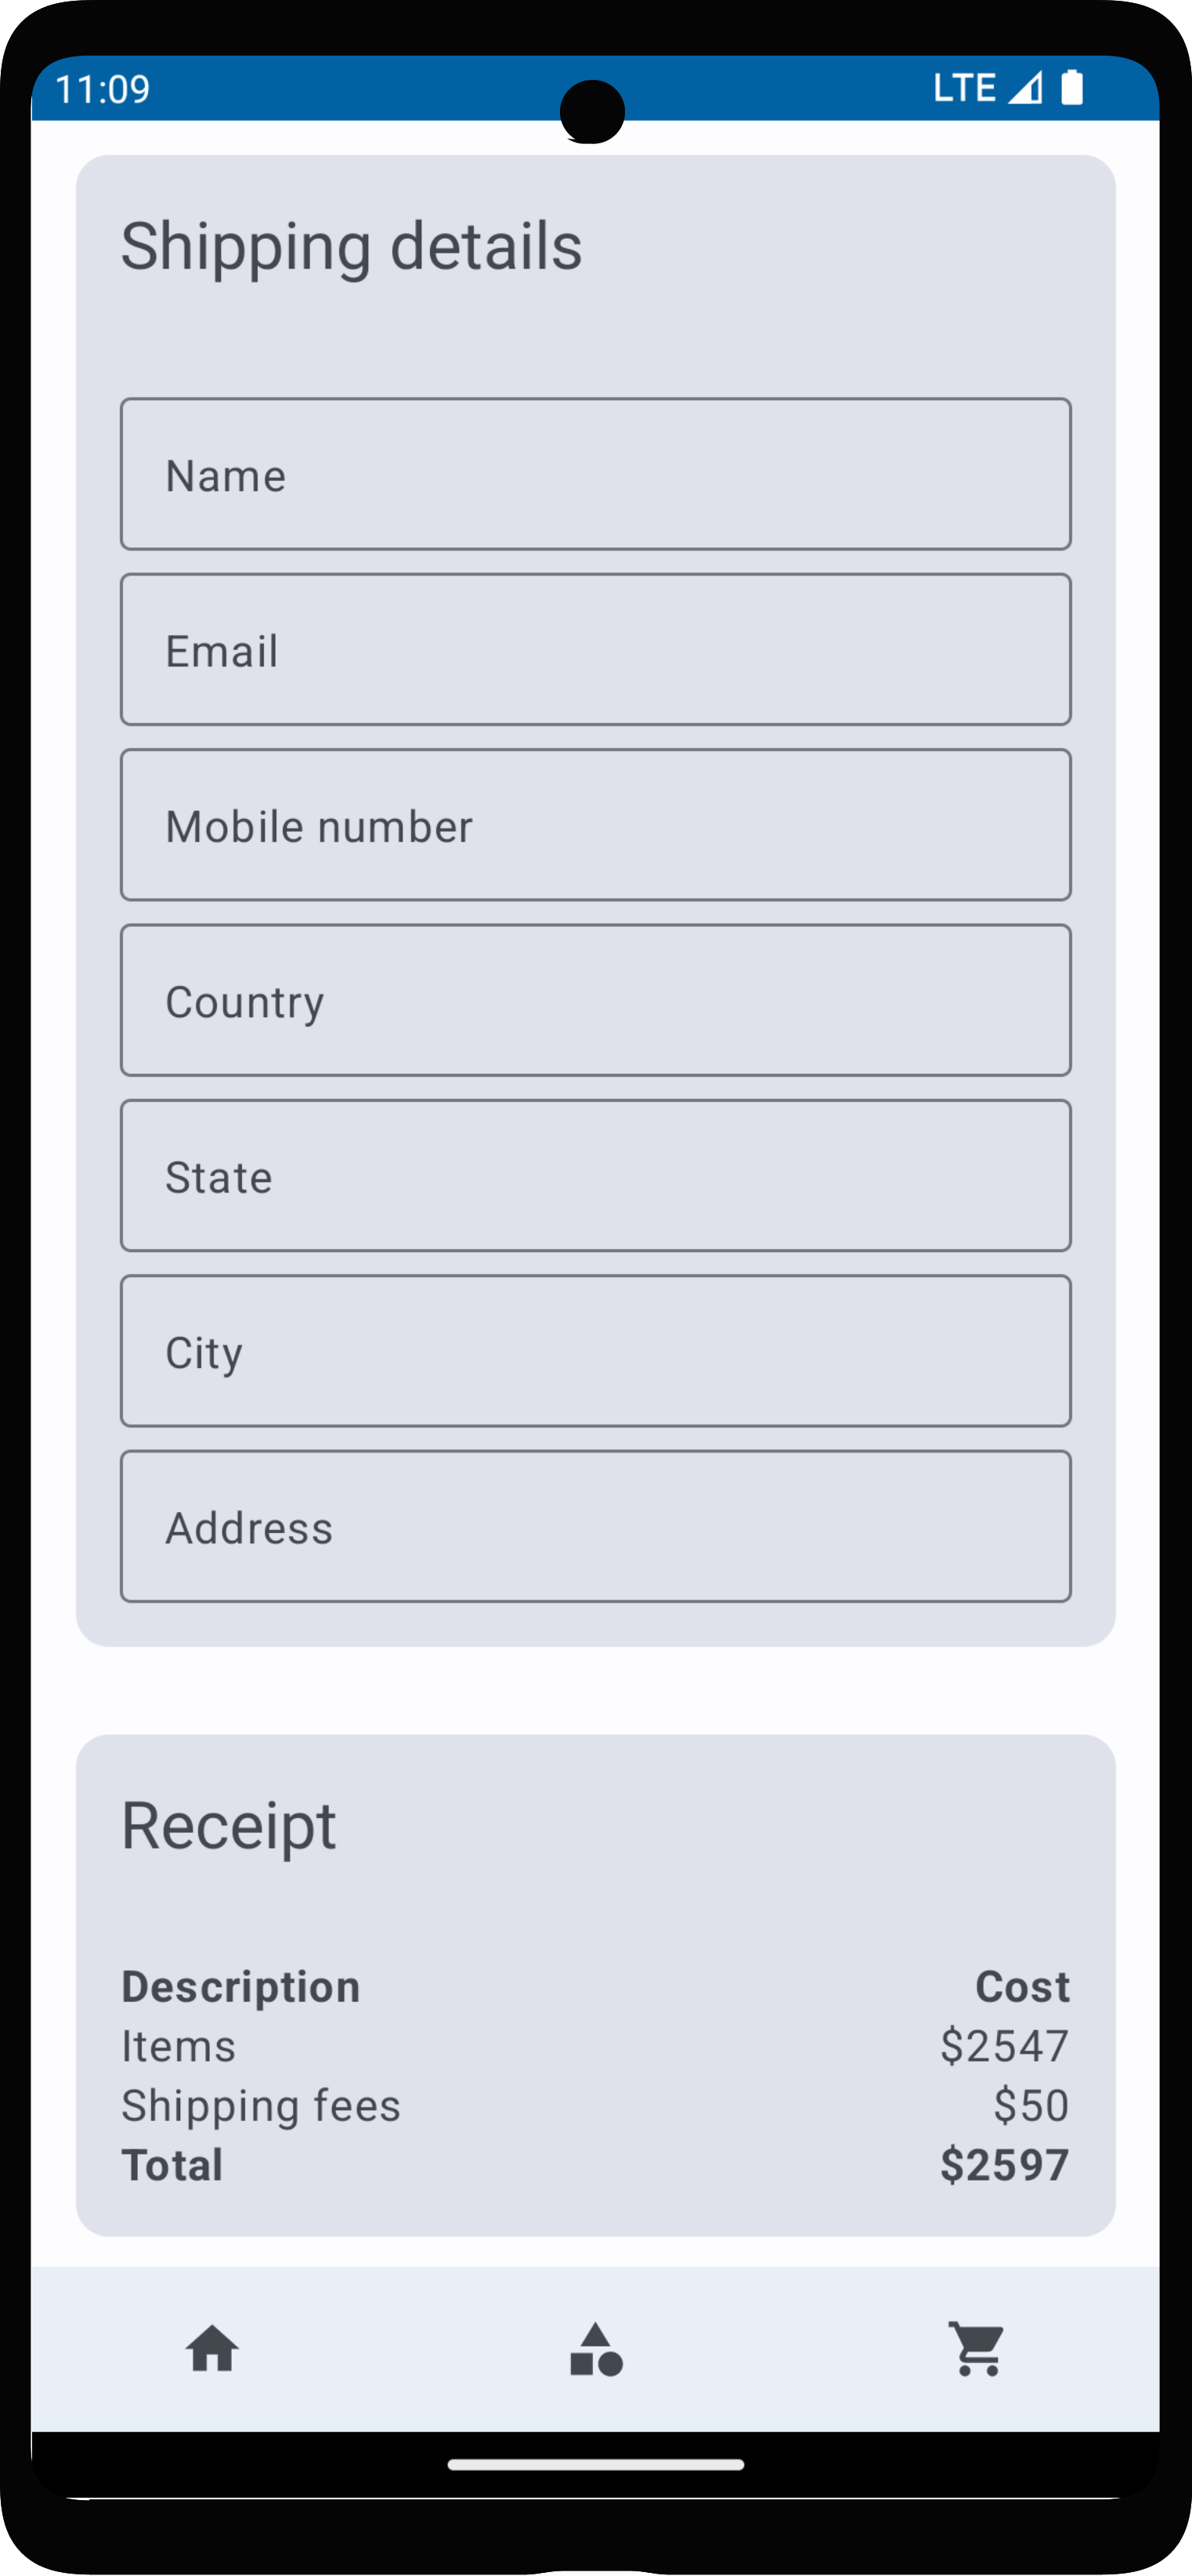 11:09 LTE
Shipping details
Name
Email
Mobile number
Country
State
City
Address
Receipt
Description Cost
Items $2547
Shipping fees $50
Total $2597